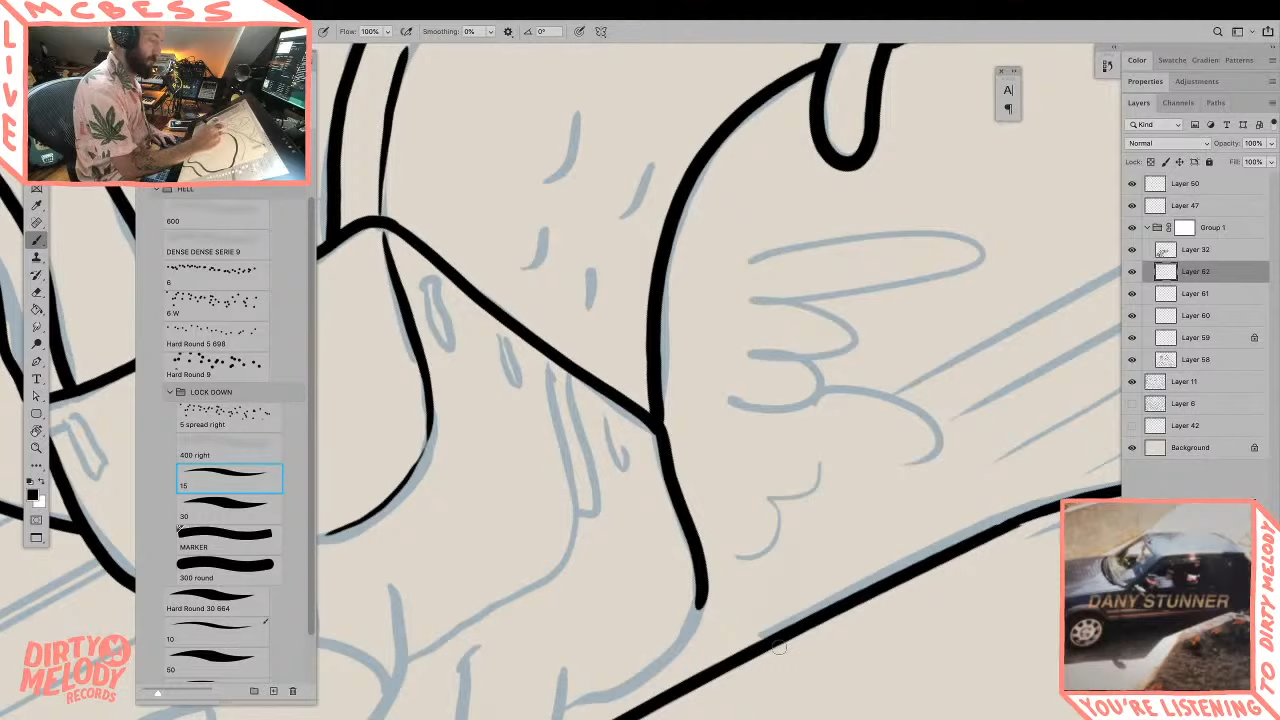 MCBESS
LIVE
Flow: 100%
Smoothing: 0%
0°
Color
Swatche
Gradien
Patterns
Properties
Adjustments
Layers
Channels
Paths
Kind
Normal
Opacity: 100%
Lock:
Fill: 100%
Layer 50
Layer 47
Group 1
Layer 32
Layer 62
Layer 61
Layer 60
Layer 59
Layer 58
Layer 11
Layer 6
Layer 42
Background
HELL
600
DENSE DENSE SERIE 9
6
6 W
Hard Round 5 698
Hard Round 9
LOCK DOWN
5 spread right
400 right
15
30
MARKER
300 round
Hard Round 30 664
10
50
DIRTY
MELODY
RECORDS
DANY STUNNER
YOU'RE LISTENING
TO DIRTY MELODY